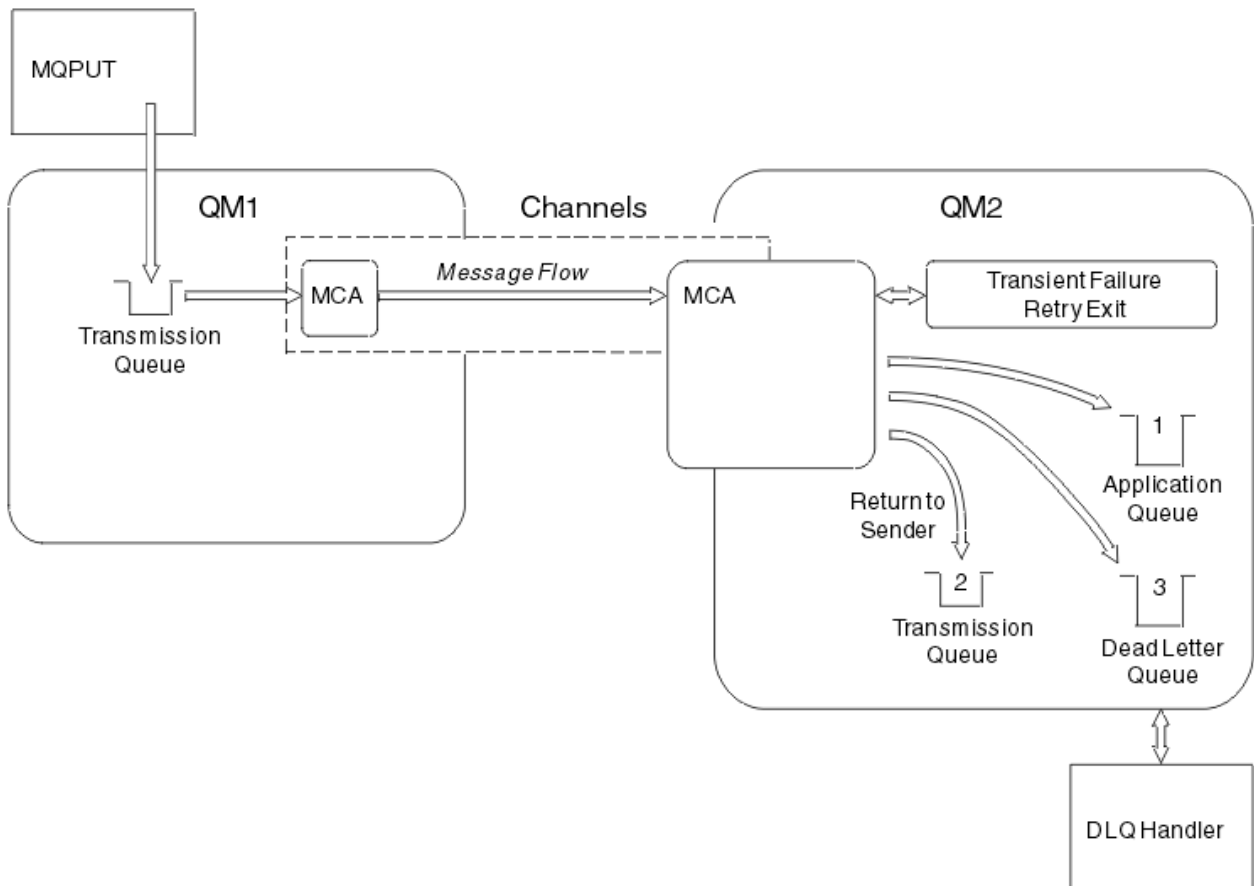 MQPUT
QM1
Channels
QM2
Message Flow
MCA
MCA
Transient Failure
Retry Exit
Transmission
Queue
1
Application
Queue
Return to
Sender
2
Transmission
Queue
3
Dead Letter
Queue
DLQ Handler